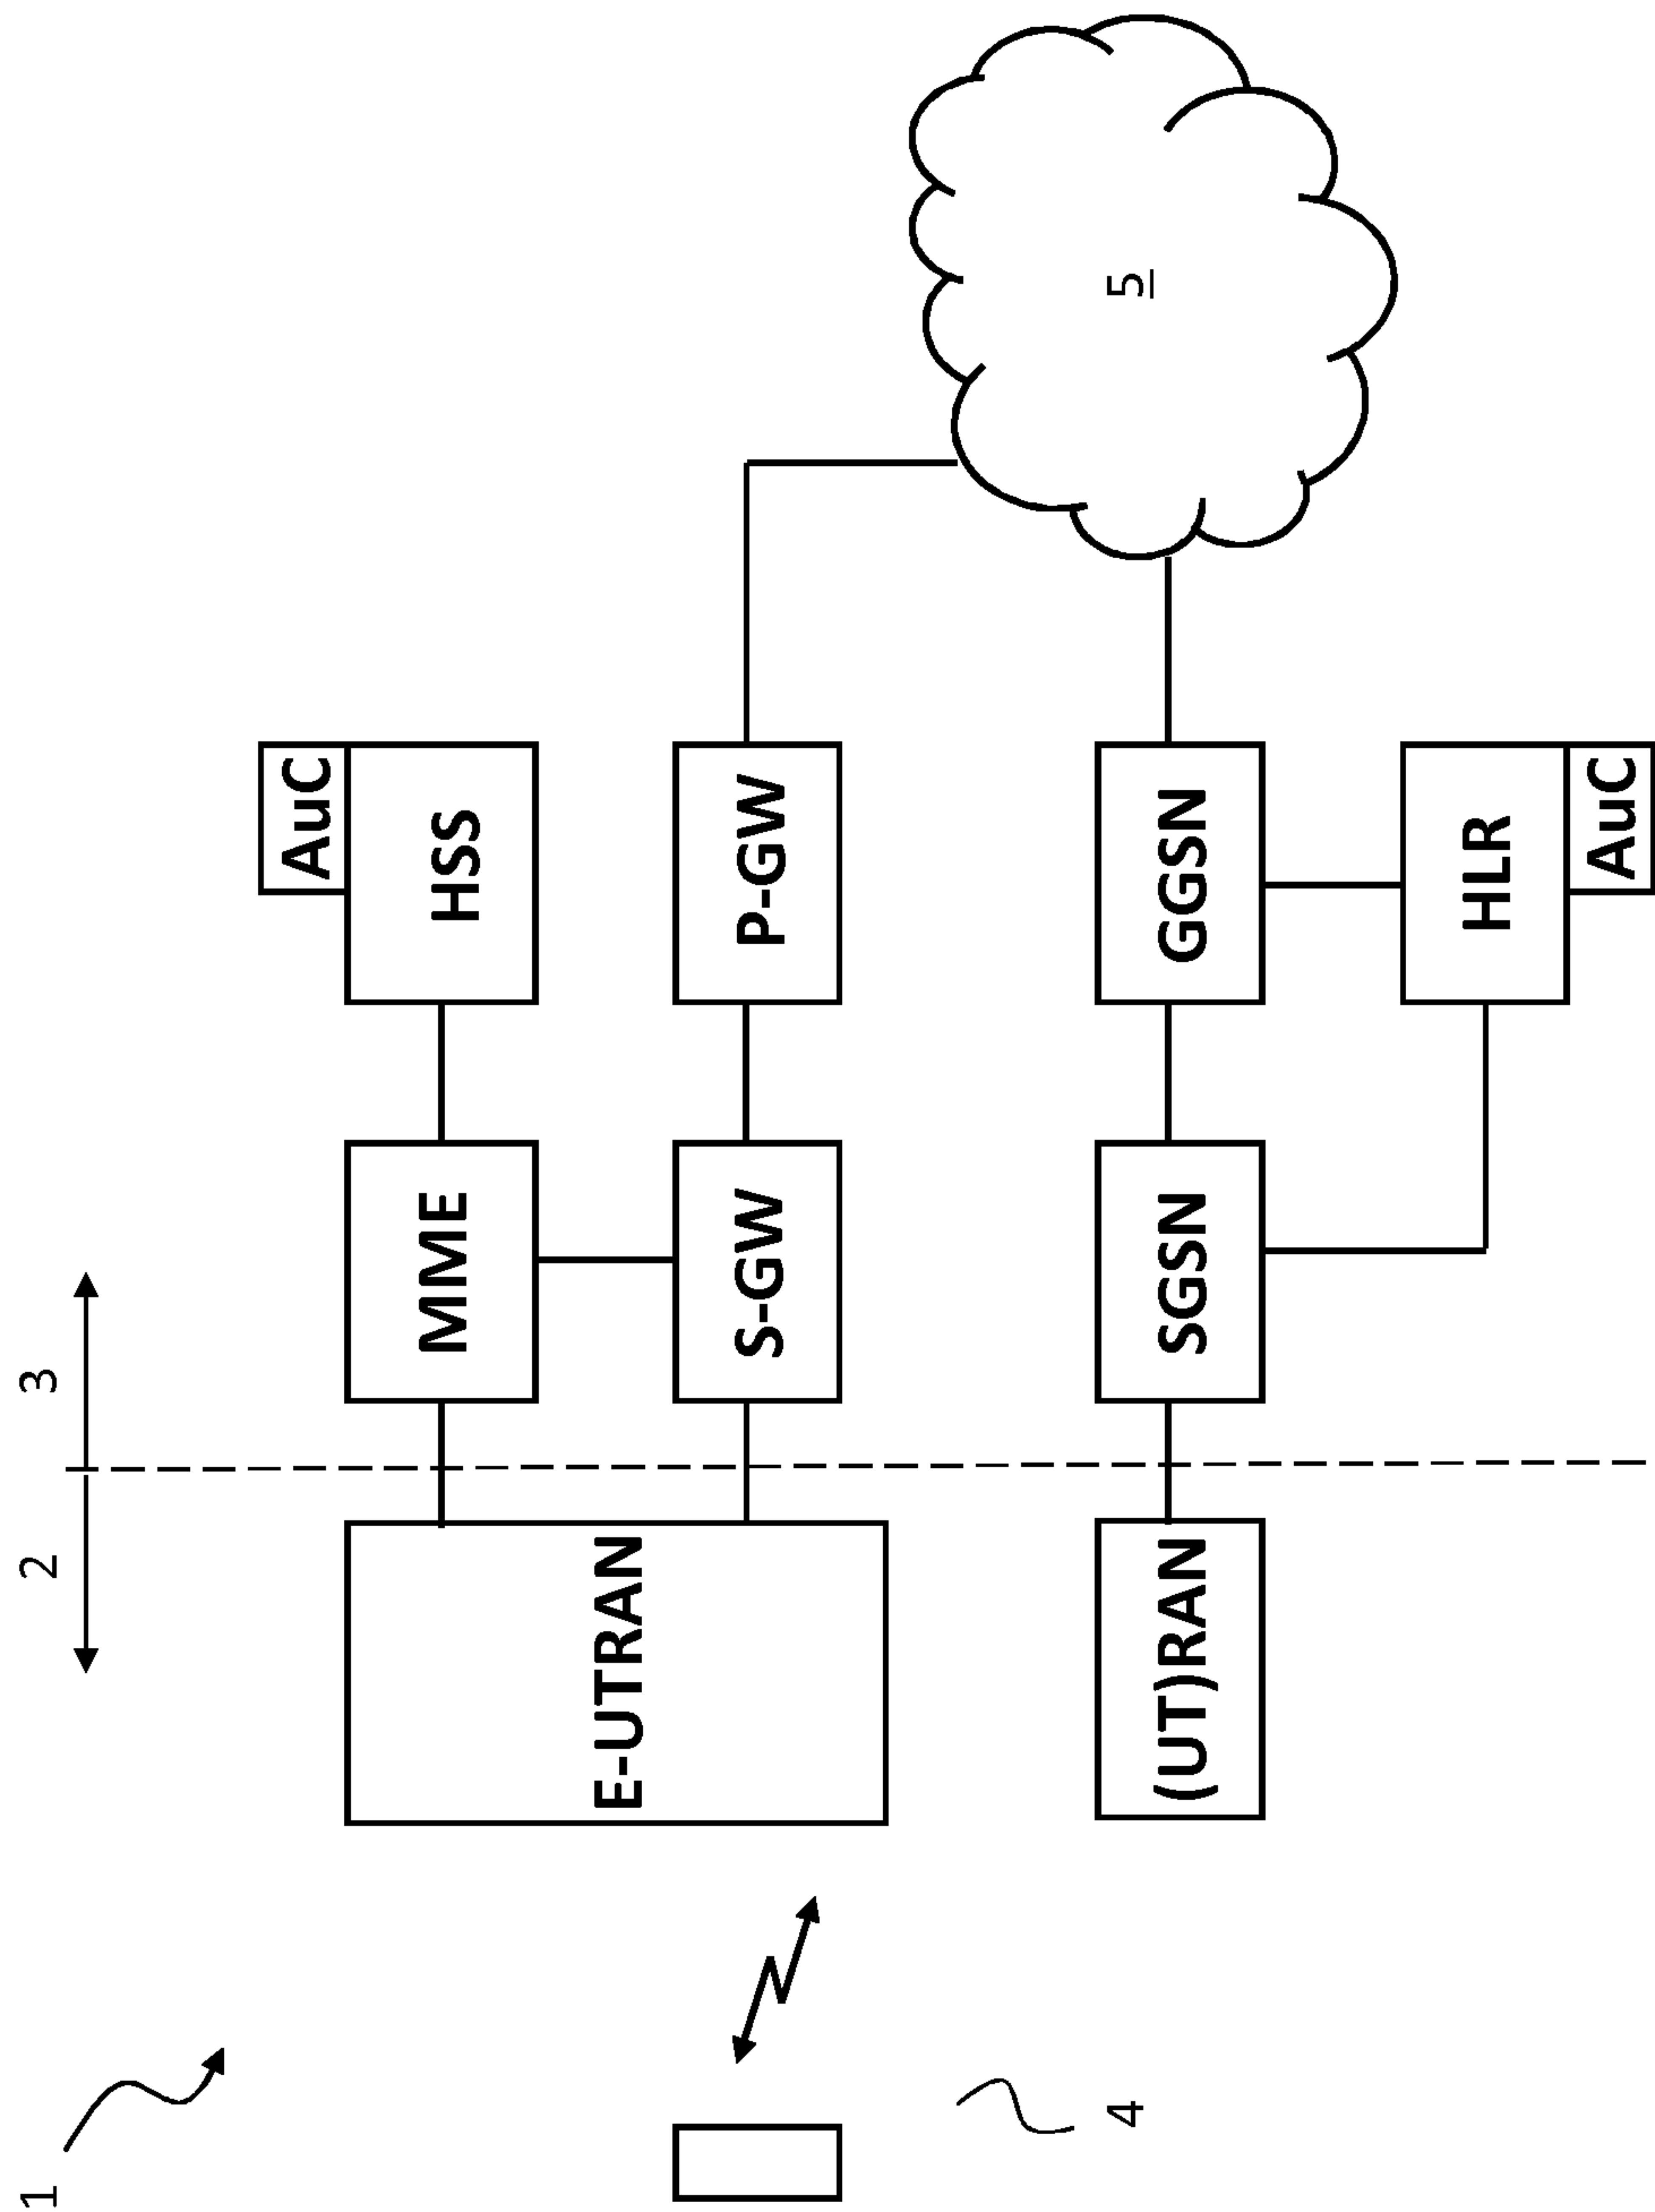 1
2
3
AuC
MME
HSS
E-UTRAN
S-GW
P-GW
4
5
(UT)RAN
SGSN
GGSN
HLR
AuC